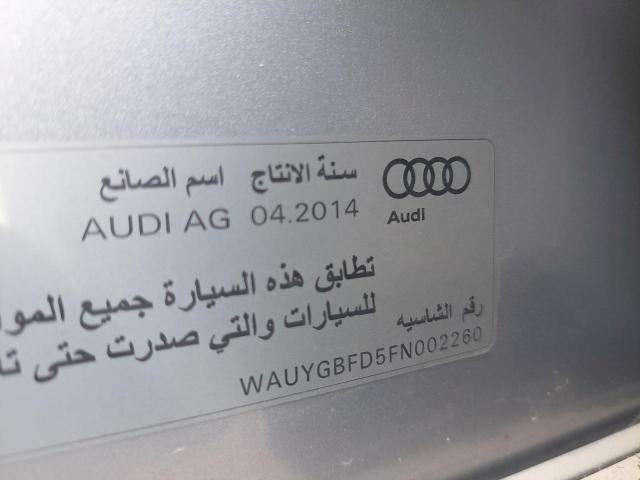 سنة الانتاج اسم الصانع
AUDI AG 04.2014
Audi
تطابق هذه السيارة جميع
للسيارات والتي صدرت حتى
رقم الشاسيه
WAUYGBFD5FN002260